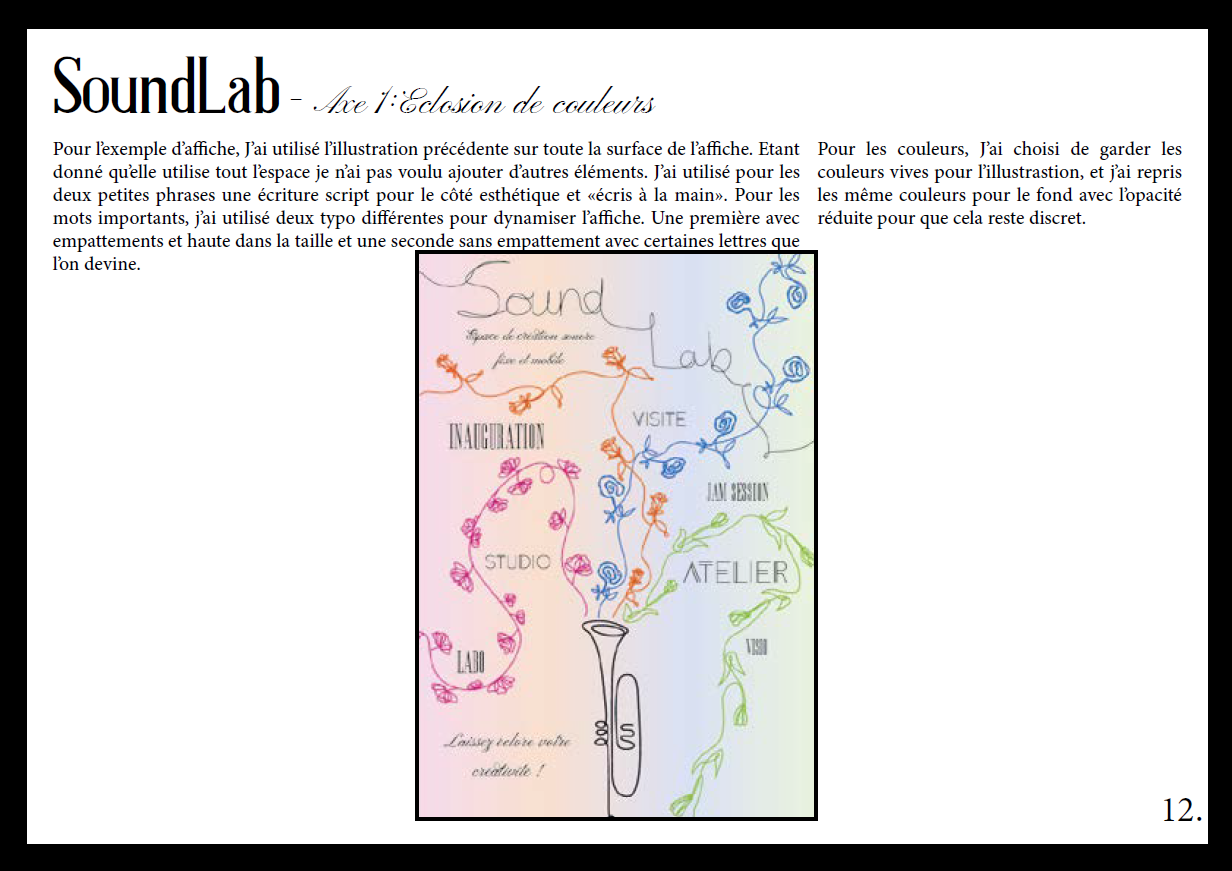 SoundLab - Axe 1: Eclosion de couleurs
Pour l'exemple d'affiche, J'ai utilisé l'illustration précédente sur toute la surface de l'affiche. Etant
donné qu'elle utilise tout l'espace je n'ai pas voulu ajouter d'autres éléments. J'ai utilisé pour les
deux petites phrases une écriture script pour le côté esthétique et «écris à la main». Pour les
mots importants, j'ai utilisé deux typo différentes pour dynamiser l'affiche. Une première avec
empattements et haute dans la taille et une seconde sans empattement avec certaines lettres que
l'on devine.
Pour les couleurs, J'ai choisi de garder les
couleurs vives pour l'illustrastion, et j'ai repris
les même couleurs pour le fond avec l'opacité
réduite pour que cela reste discret.
Sound
Lab
Espace de création sonore
fixe et mobile
VISITE
INAUGURATION
JAM SESSION
STUDIO
ATELIER
VISIO
LABO
Laissez éclore votre
créativité !
12.